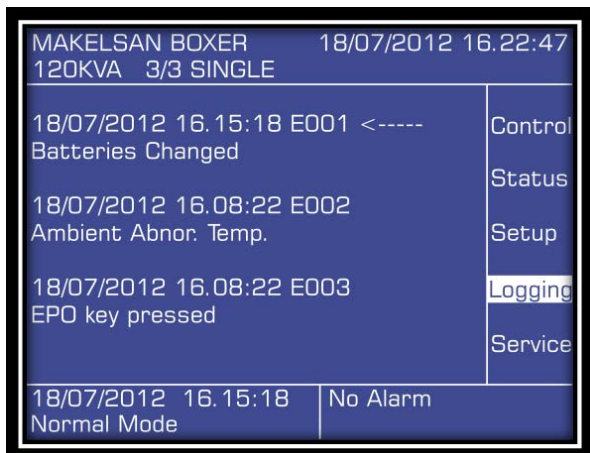 MAKELSAN BOXER 18/07/2012 16.22:47
120KVA 3/3 SINGLE
18/07/2012 16.15:18 E001 <-----
Batteries Changed
18/07/2012 16.08:22 E002
Ambient Abnor. Temp.
18/07/2012 16.08:22 E003
EPO key pressed
Control
Status
Setup
Logging
Service
18/07/2012 16.15:18
Normal Mode
No Alarm